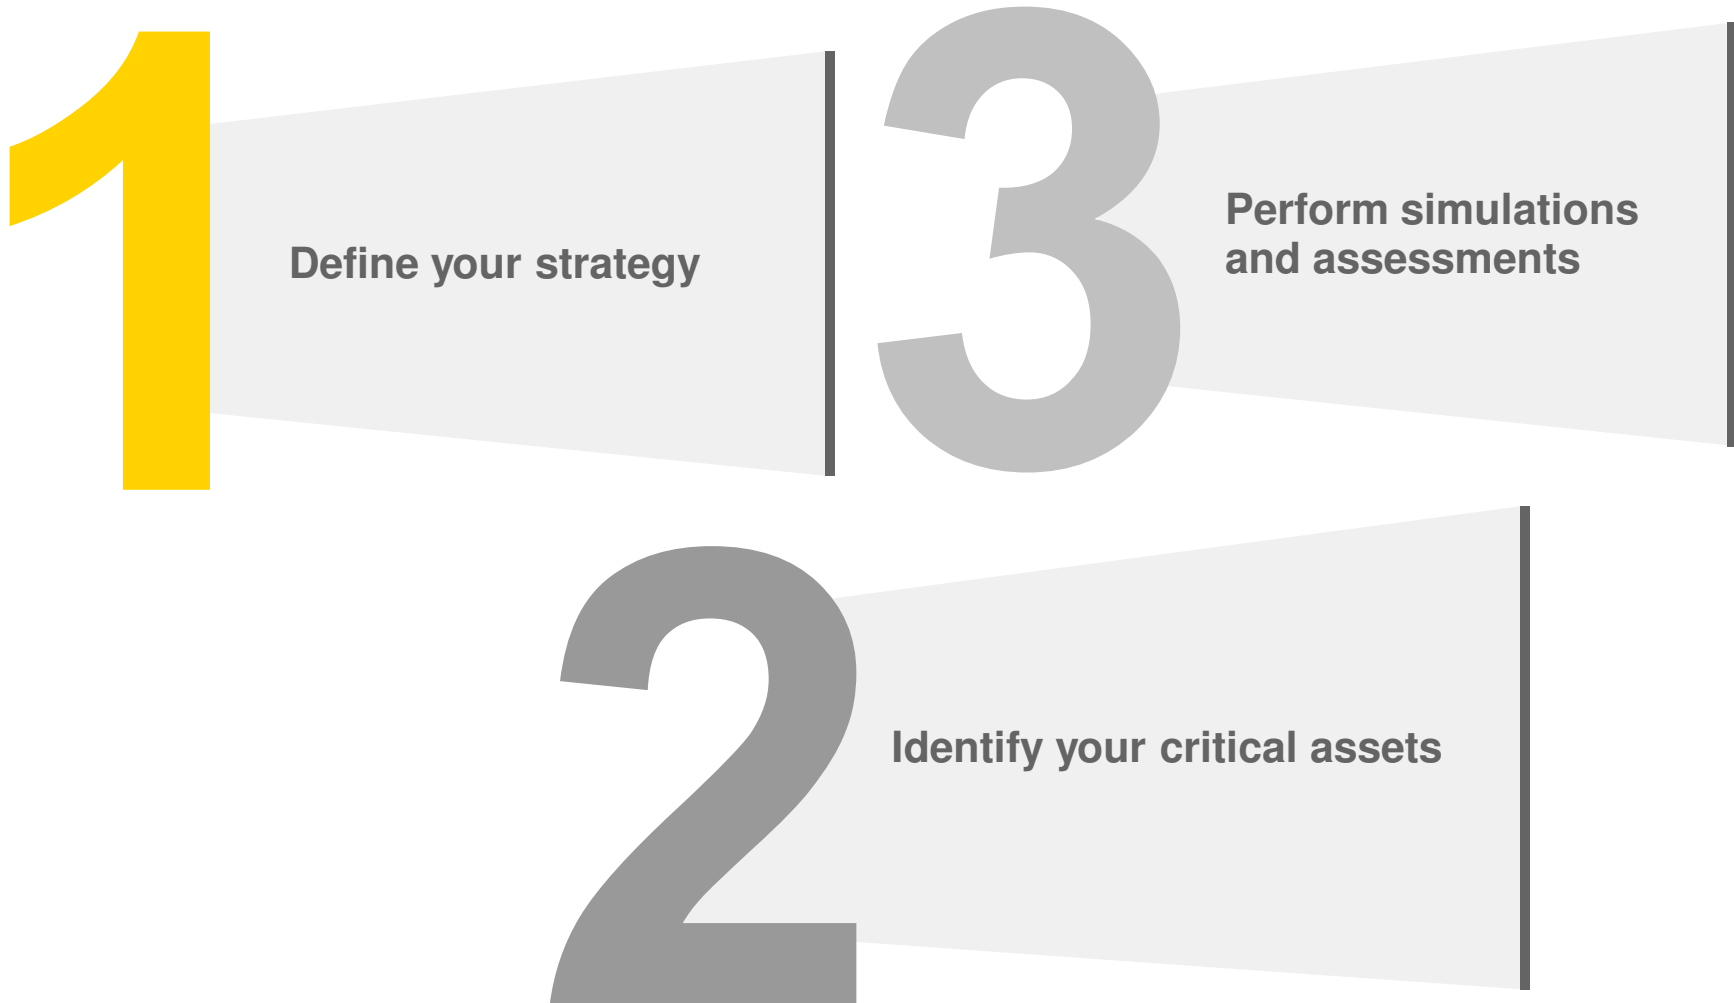 1
Define your strategy
3
Perform simulations
and assessments
2
Identify your critical assets